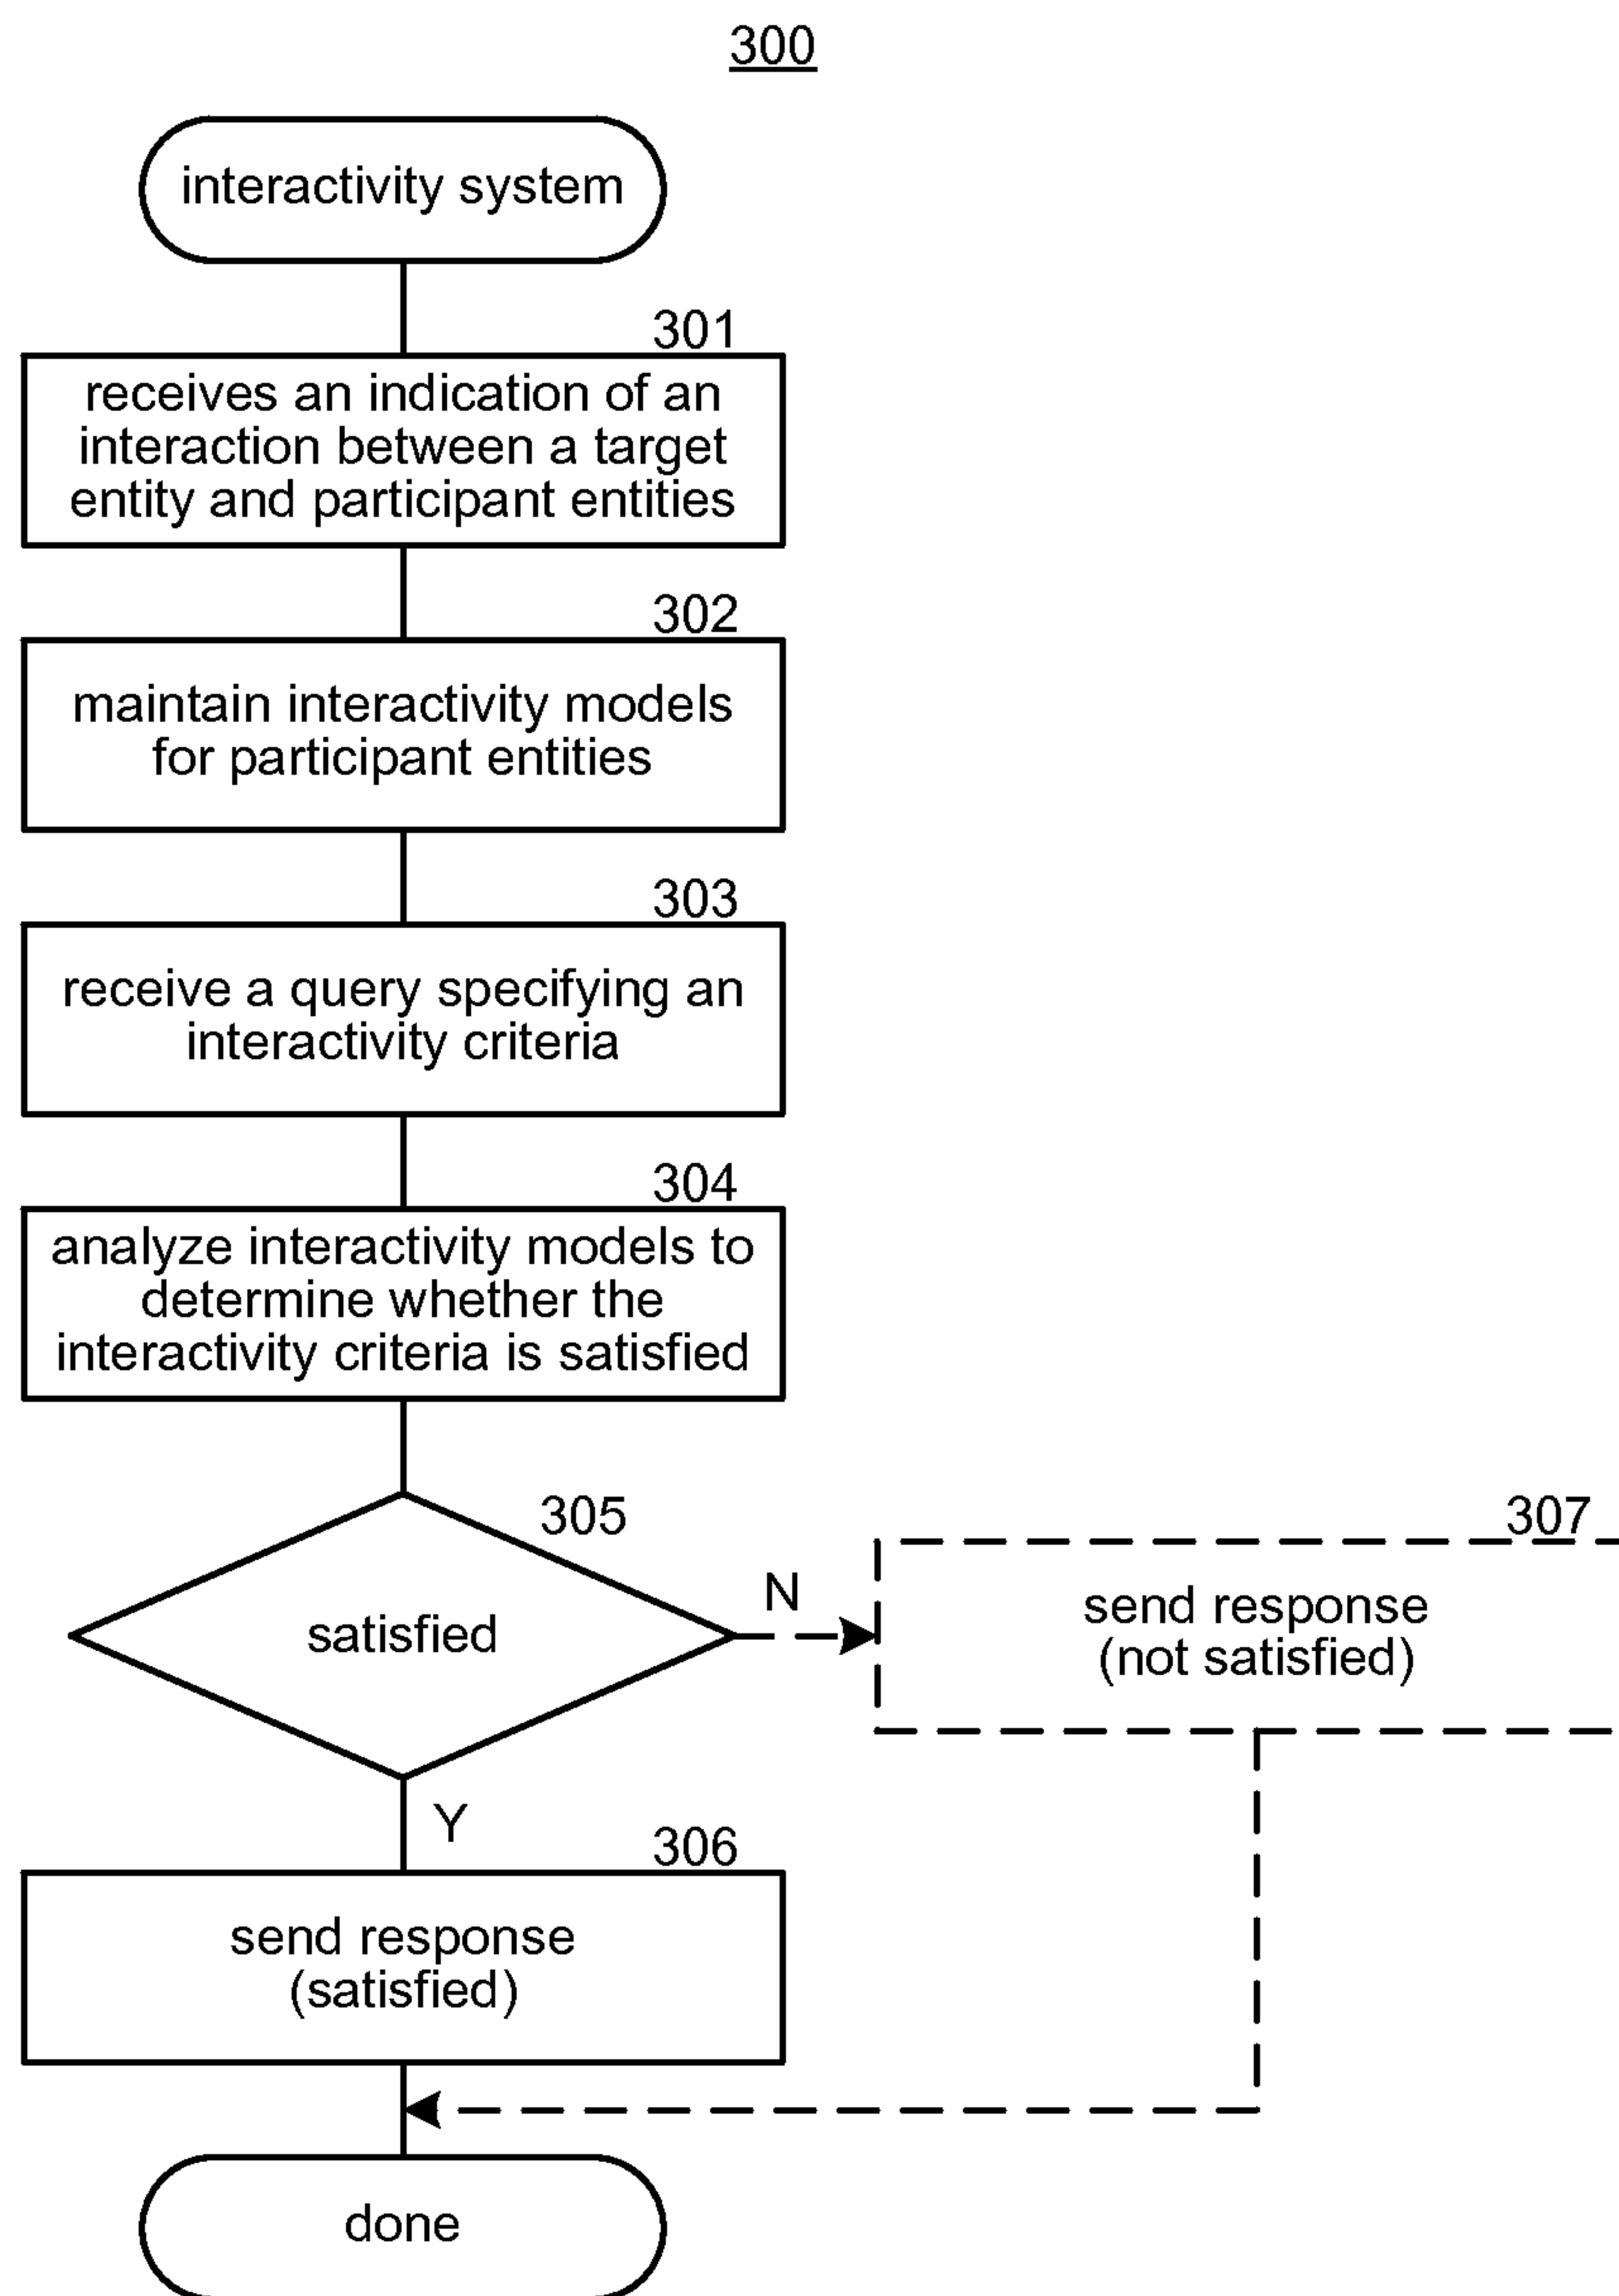 300
interactivity system
301
receives an indication of an
interaction between a target
entity and participant entities
302
maintain interactivity models
for participant entities
303
receive a query specifying an
interactivity criteria
304
analyze interactivity models to
determine whether the
interactivity criteria is satisfied
305
satisfied
N
307
send response
(not satisfied)
Y
306
send response
(satisfied)
done